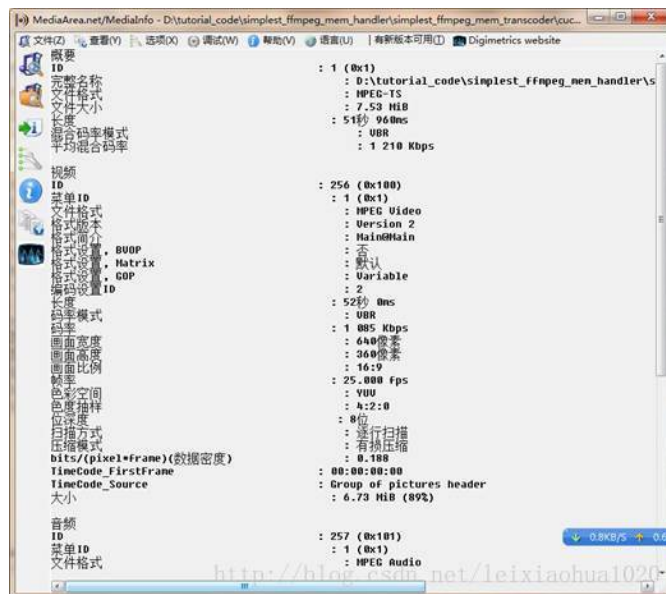 MediaArea.net/MediaInfo - D:\tutorial_code\simplest_ffmpeg_mem_handler\simplest_ffmpeg_mem_transcoder\cuc...
文件(Z) 查看(Y) 选项(X) 调试(W) 帮助(V) 语言(U) 有新版本可用(T) Digimetrics website
概要
ID : 1 (0x1)
完整名称 : D:\tutorial_code\simplest_ffmpeg_mem_handler\s
文件格式 : MPEG-TS
文件大小 : 7.53 MiB
长度 : 51秒 960ms
混合码率模式 : VBR
平均混合码率 : 1 210 Kbps
视频
ID : 256 (0x100)
菜单ID : 1 (0x1)
文件格式 : MPEG Video
格式版本 : Version 2
格式简介 : Main@Main
格式设置, BVOP : 否
格式设置, Matrix : 默认
格式设置, GOP : Variable
编码设置ID : 2
长度 : 52秒 0ms
码率模式 : VBR
码率 : 1 085 Kbps
画面宽度 : 640像素
画面高度 : 360像素
画面比例 : 16:9
帧率 : 25.000 fps
色彩空间 : YUV
色度抽样 : 4:2:0
位深度 : 8位
扫描方式 : 逐行扫描
压缩模式 : 有损压缩
bits/(pixel*frame)(数据密度) : 0.188
TimeCode_FirstFrame : 00:00:00:00
TimeCode_Source : Group of pictures header
大小 : 6.73 MiB (89%)
音频
ID : 257 (0x101)
菜单ID : 1 (0x1)
文件格式 : MPEG Audio
0.8KB/S 0.6
http://blog.csdn.net/leixiaohua1020